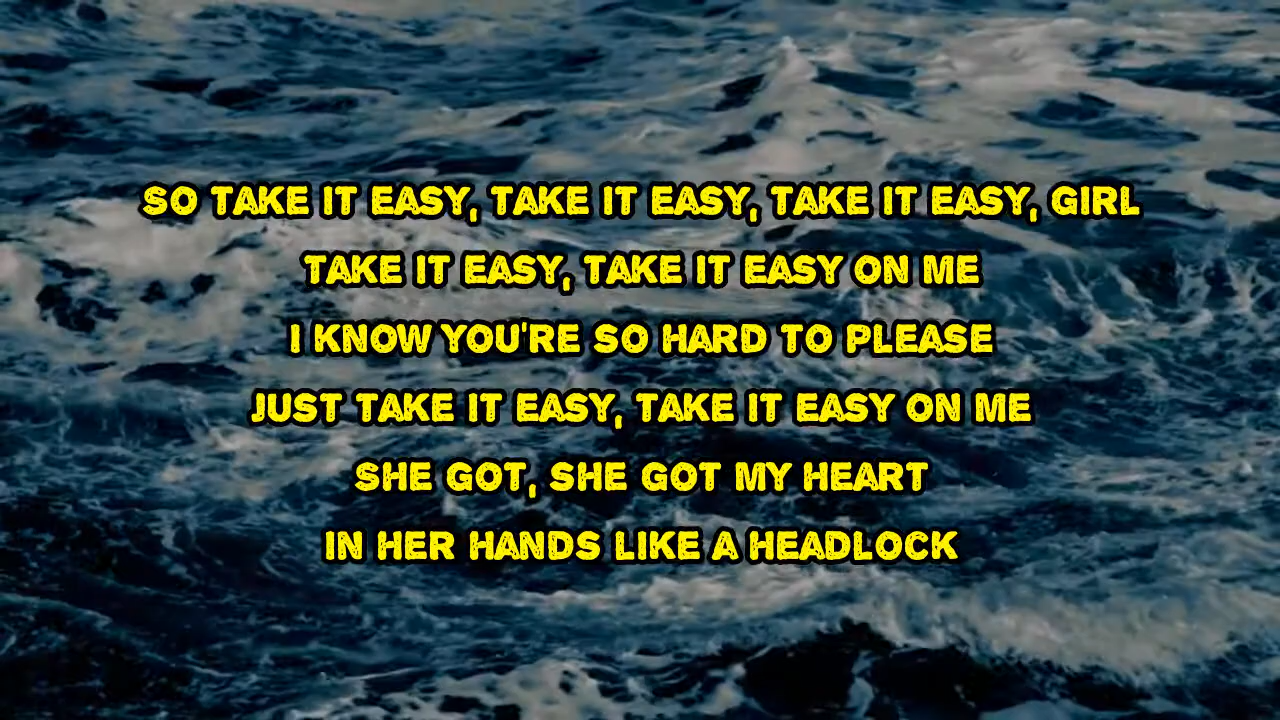 SO TAKE IT EASY, TAKE IT EASY, TAKE IT EASY, GIRL
TAKE IT EASY, TAKE IT EASY ON ME
I KNOW YOU'RE SO HARD TO PLEASE
JUST TAKE IT EASY, TAKE IT EASY ON ME
SHE GOT, SHE GOT MY HEART
IN HER HANDS LIKE A HEADLOCK